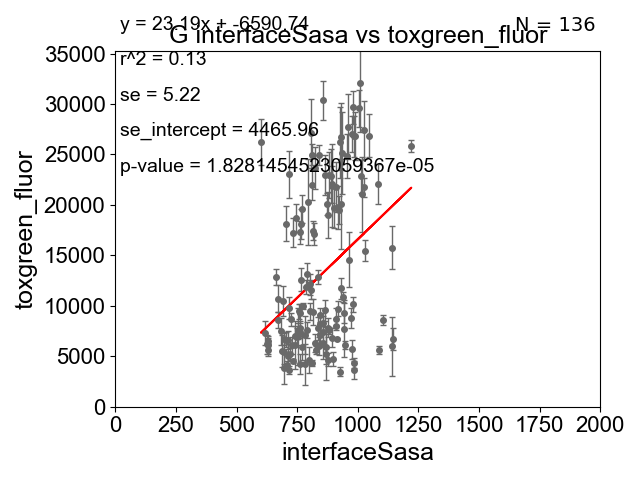 y = 23.19x + -6590.74
N = 136
G interfaceSasa vs toxgreen_fluor
r^2 = 0.13
se = 5.22
se_intercept = 4465.96
p-value = 1.8281454523059367e-05
35000
30000
25000
20000
15000
10000
5000
0
toxgreen_fluor
0 250 500 750 1000 1250 1500 1750 2000
interfaceSasa